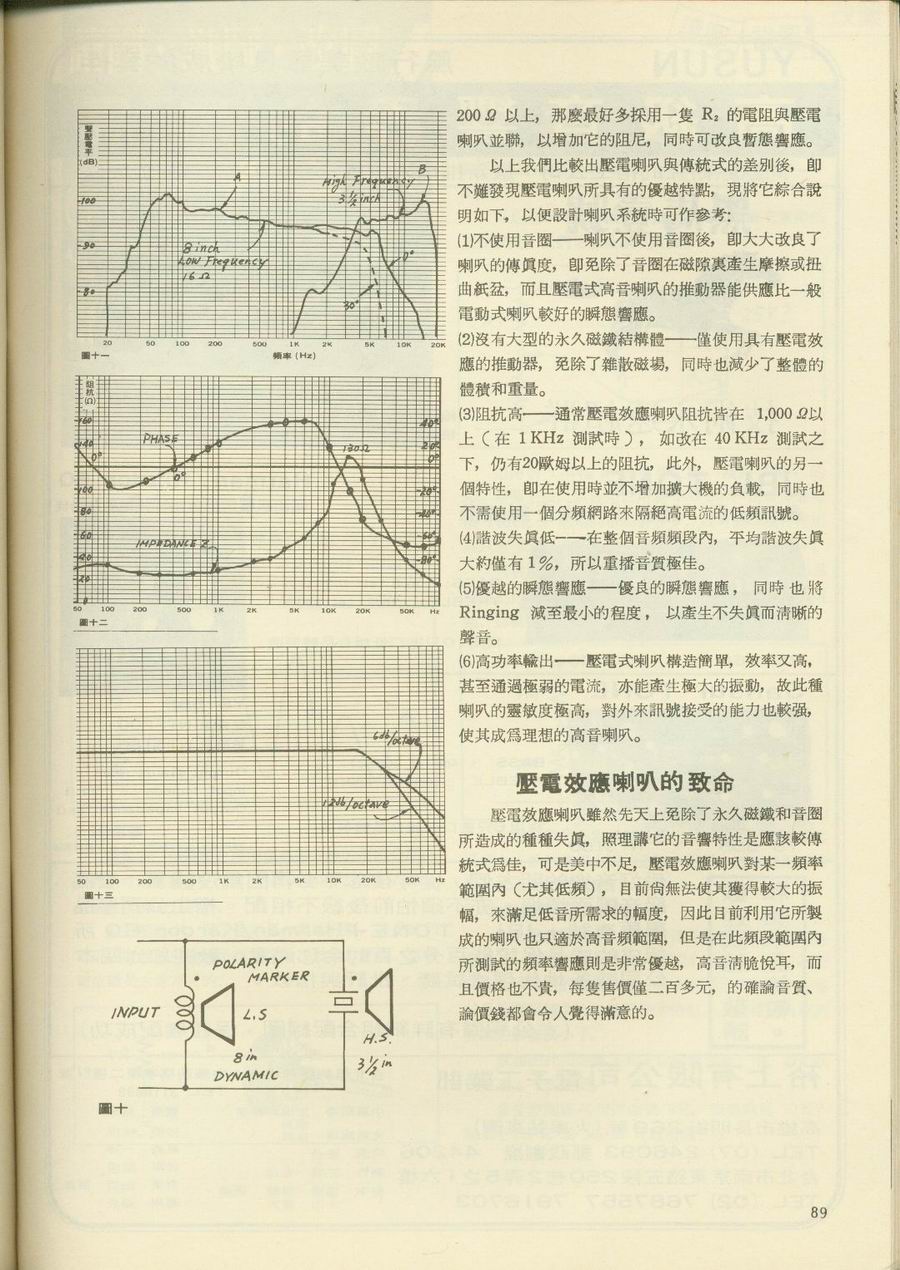 聲壓電平
(dB)
100
90
80
A
B
High Frequency
3½ inch
8 inch
Low Frequency
16 Ω
0°
30°
20 50 100 200 500 1K 2K 5K 10K 20K
圖十一
頻率 (Hz)
阻抗
(Ω)
160
140
100
80
60
40
20
0
PHASE
0°
0°
130Ω
IMPEDANCE Z
40°
20°
0°
-20°
-40°
-60°
-80°
50 100 200 500 1K 2K 5K 10K 20K 50K Hz
圖十二
6db/octave
12db/octave
50 100 200 500 1K 2K 5K 10K 20K 50K Hz
圖十三
POLARITY
MARKER
INPUT
L.S
8 in
DYNAMIC
H.S.
3½ in
圖十
200 Ω 以上，那麼最好多採用一隻 R₂ 的電阻與壓電
喇叭並聯，以增加它的阻尼，同時可改良暫態響應。
以上我們比較出壓電喇叭與傳統式的差別後，卽
不難發現壓電喇叭所具有的優越特點，現將它綜合說
明如下，以便設計喇叭系統時可作參考：
⑴不使用音圈——喇叭不使用音圈後，卽大大改良了
喇叭的傳眞度，卽免除了音圈在磁隙裏產生摩擦或扭
曲紙盆，而且壓電式高音喇叭的推動器能供應比一般
電動式喇叭較好的瞬態響應。
⑵沒有大型的永久磁鐵結構體——僅使用具有壓電效
應的推動器，免除了雜散磁場，同時也減少了整體的
體積和重量。
⑶阻抗高——通常壓電效應喇叭阻抗皆在 1,000 Ω以
上（在 1 KHz 測試時），如改在 40 KHz 測試之
下，仍有20歐姆以上的阻抗，此外，壓電喇叭的另一
個特性，卽在使用時並不增加擴大機的負載，同時也
不需使用一個分頻網路來隔絕高電流的低頻訊號。
⑷諧波失眞低——在整個音頻頻段內，平均諧波失眞
大約僅有 1％，所以重播音質極佳。
⑸優越的瞬態響應——優良的瞬態響應，同時也將
Ringing 減至最小的程度，以產生不失眞而清晰的
聲音。
⑹高功率輸出——壓電式喇叭構造簡單，效率又高，
甚至通過極弱的電流，亦能產生極大的振動，故此種
喇叭的靈敏度極高，對外來訊號接受的能力也較强，
使其成爲理想的高音喇叭。
壓電效應喇叭的致命
壓電效應喇叭雖然先天上免除了永久磁鐵和音圈
所造成的種種失眞，照理講它的音響特性是應該較傳
統式爲佳，可是美中不足，壓電效應喇叭對某一頻率
範圍內（尤其低頻），目前尙無法使其獲得較大的振
幅，來滿足低音所需求的幅度，因此目前利用它所製
成的喇叭也只適於高音頻範圍，但是在此頻段範圍內
所測試的頻率響應則是非常優越，高音淸脆悅耳，而
且價格也不貴，每隻售價僅二百多元，的確論音質、
論價錢都會令人覺得滿意的。
89